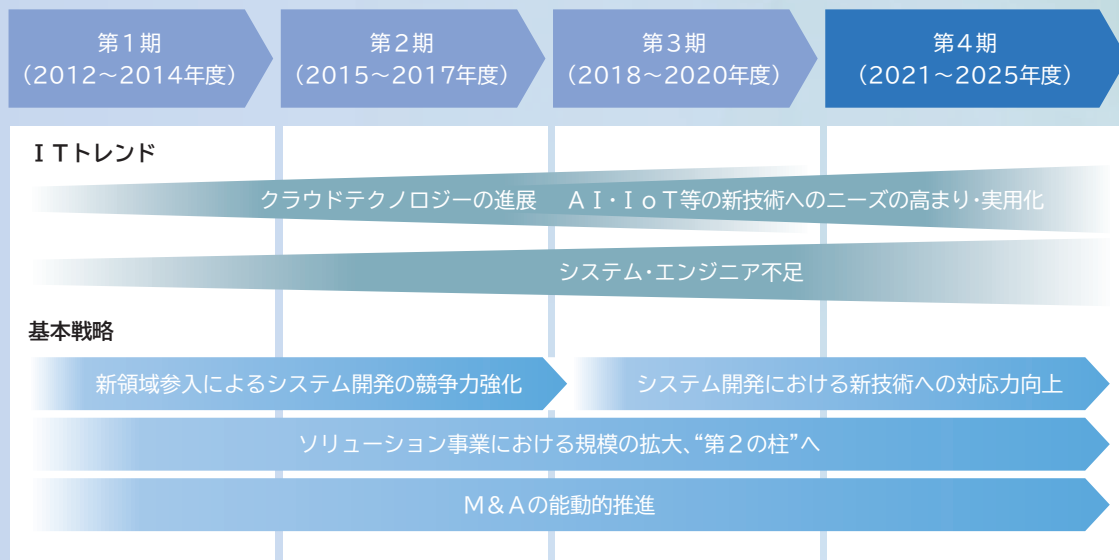 第1期
（2012～2014年度）
第2期
（2015～2017年度）
第3期
（2018～2020年度）
第4期
（2021～2025年度）
ＩＴトレンド
クラウドテクノロジーの進展
ＡＩ・ＩｏＴ等の新技術へのニーズの高まり・実用化
システム・エンジニア不足
基本戦略
新領域参入によるシステム開発の競争力強化
システム開発における新技術への対応力向上
ソリューション事業における規模の拡大、“第２の柱”へ
Ｍ＆Ａの能動的推進